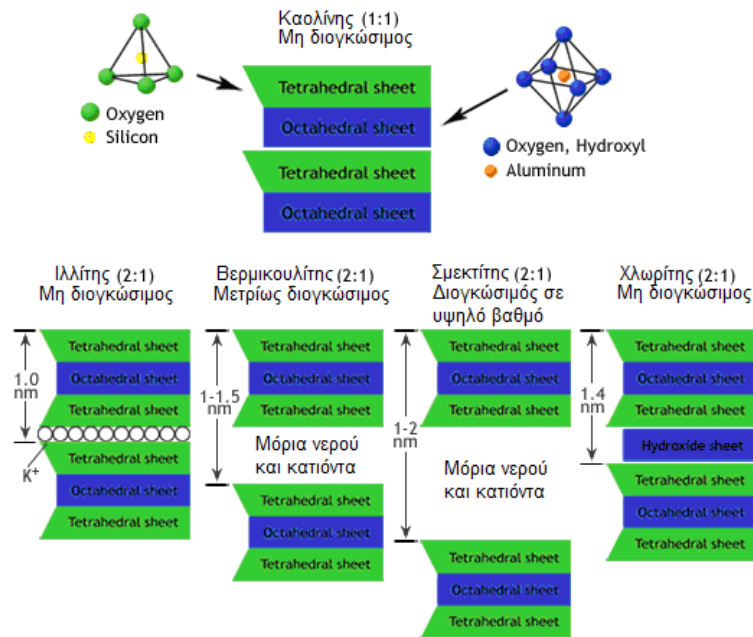 Καολίνης (1:1)
Μη διογκώσιμος
Oxygen
Silicon
Tetrahedral sheet
Octahedral sheet
Tetrahedral sheet
Octahedral sheet
Oxygen, Hydroxyl
Aluminum
Ιλλίτης (2:1)
Μη διογκώσιμος
1.0
nm
Tetrahedral sheet
Octahedral sheet
Tetrahedral sheet
K+
Tetrahedral sheet
Octahedral sheet
Tetrahedral sheet
Βερμικουλίτης (2:1)
Μετρίως διογκώσιμος
1-1.5
nm
Tetrahedral sheet
Octahedral sheet
Tetrahedral sheet
Μόρια νερού
και κατιόντα
Tetrahedral sheet
Octahedral sheet
Tetrahedral sheet
Σμεκτίτης (2:1)
Διογκώσιμός σε
υψηλό βαθμό
1-2
nm
Tetrahedral sheet
Octahedral sheet
Tetrahedral sheet
Μόρια νερού
και κατιόντα
Tetrahedral sheet
Octahedral sheet
Tetrahedral sheet
Χλωρίτης (2:1)
Μη διογκώσιμος
1.4
nm
Tetrahedral sheet
Octahedral sheet
Tetrahedral sheet
Hydroxide sheet
Tetrahedral sheet
Octahedral sheet
Tetrahedral sheet